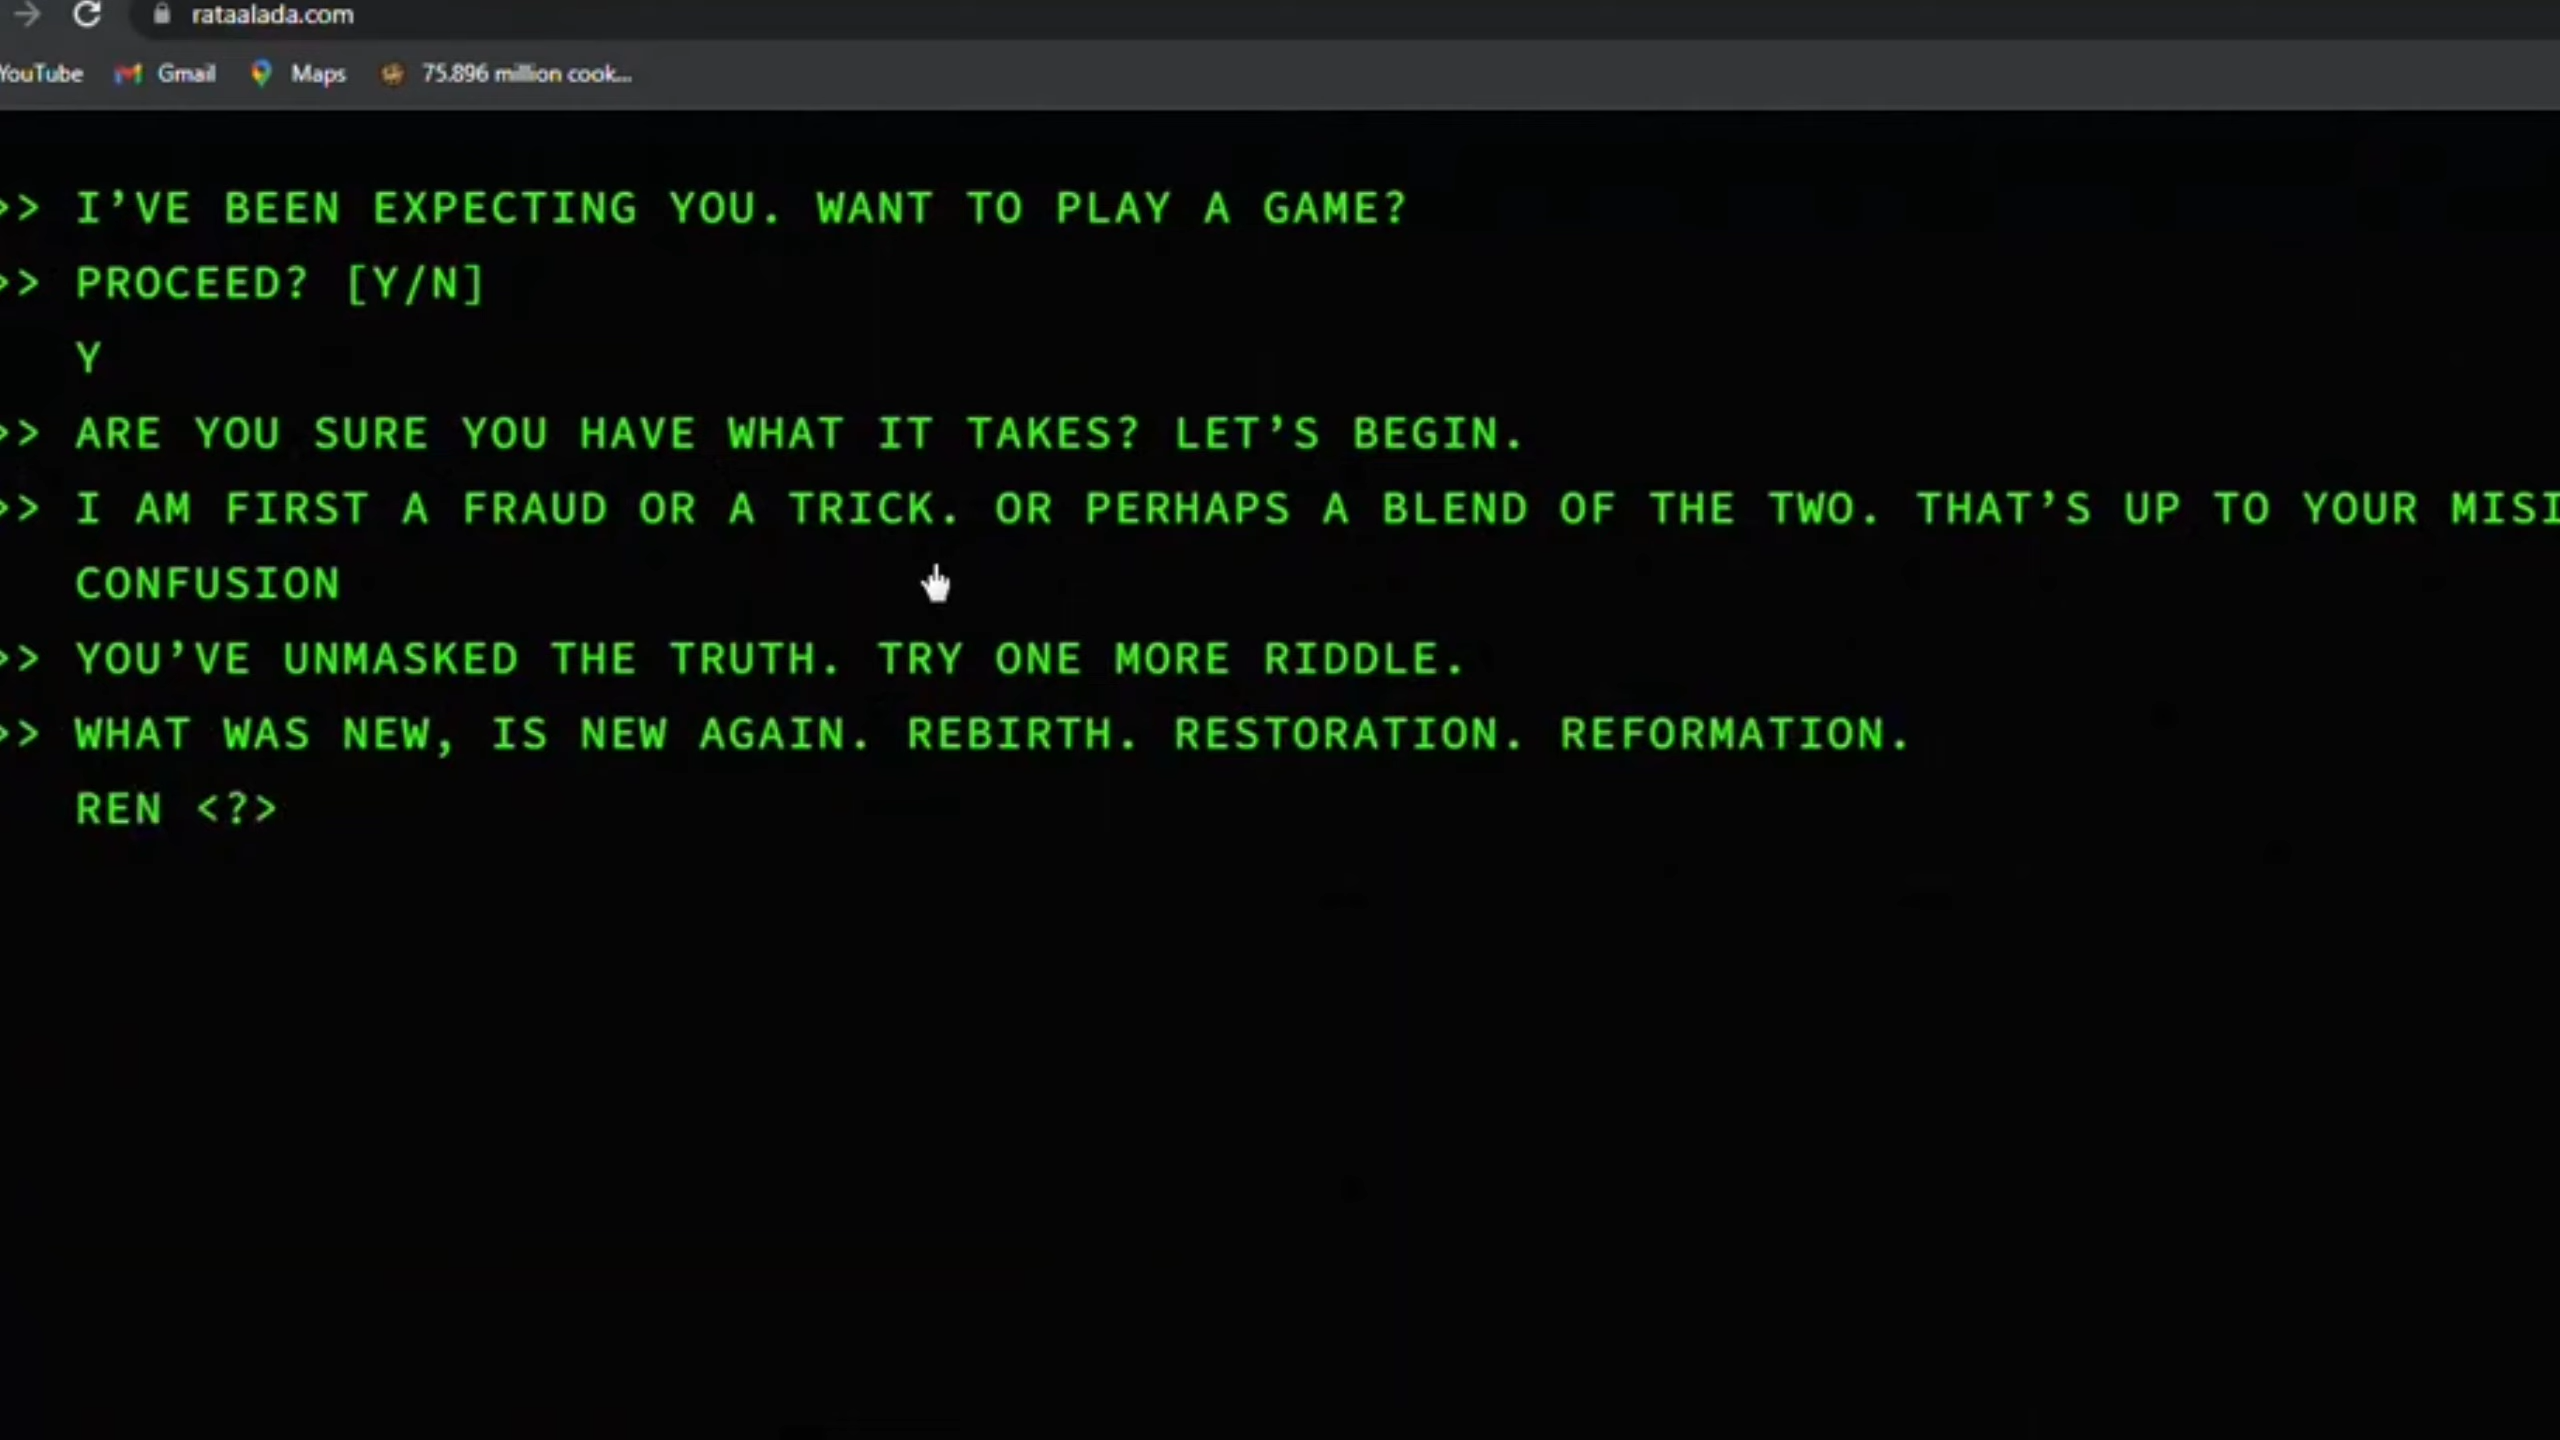 rataalada.com
YouTube Gmail Maps 75.896 million cook...
>> I’VE BEEN EXPECTING YOU. WANT TO PLAY A GAME?
>> PROCEED? [Y/N]
Y
>> ARE YOU SURE YOU HAVE WHAT IT TAKES? LET’S BEGIN.
>> I AM FIRST A FRAUD OR A TRICK. OR PERHAPS A BLEND OF THE TWO. THAT’S UP TO YOUR
CONFUSION
>> YOU’VE UNMASKED THE TRUTH. TRY ONE MORE RIDDLE.
>> WHAT WAS NEW, IS NEW AGAIN. REBIRTH. RESTORATION. REFORMATION.
REN <?>